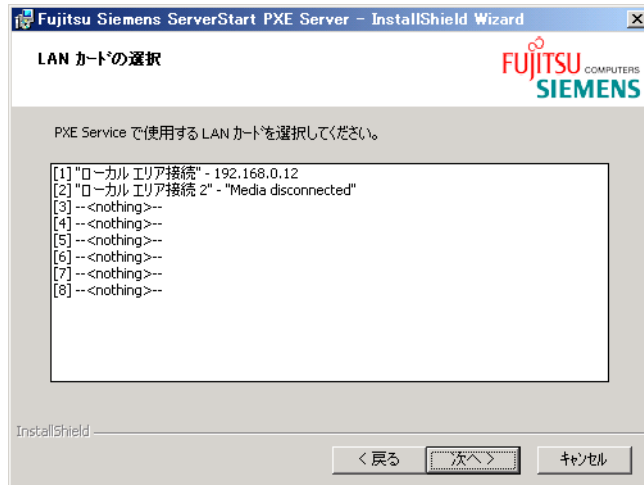 Fujitsu Siemens ServerStart PXE Server - InstallShield Wizard
LAN カードの選択
FUJITSU COMPUTERS
SIEMENS
PXE Service で使用する LAN カードを選択してください。
[1] "ローカル エリア接続" - 192.168.0.12
[2] "ローカル エリア接続 2" - "Media disconnected"
[3] --<nothing>--
[4] --<nothing>--
[5] --<nothing>--
[6] --<nothing>--
[7] --<nothing>--
[8] --<nothing>--
InstallShield
< 戻る 次へ > キャンセル